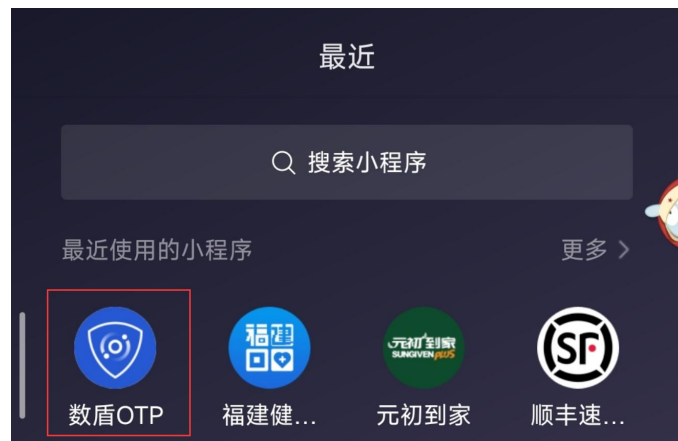 最近
搜索小程序
最近使用的小程序
更多
福建
元初到家
SUNGIVEN PLUS
SF
数盾OTP
福建健...
元初到家
顺丰速...